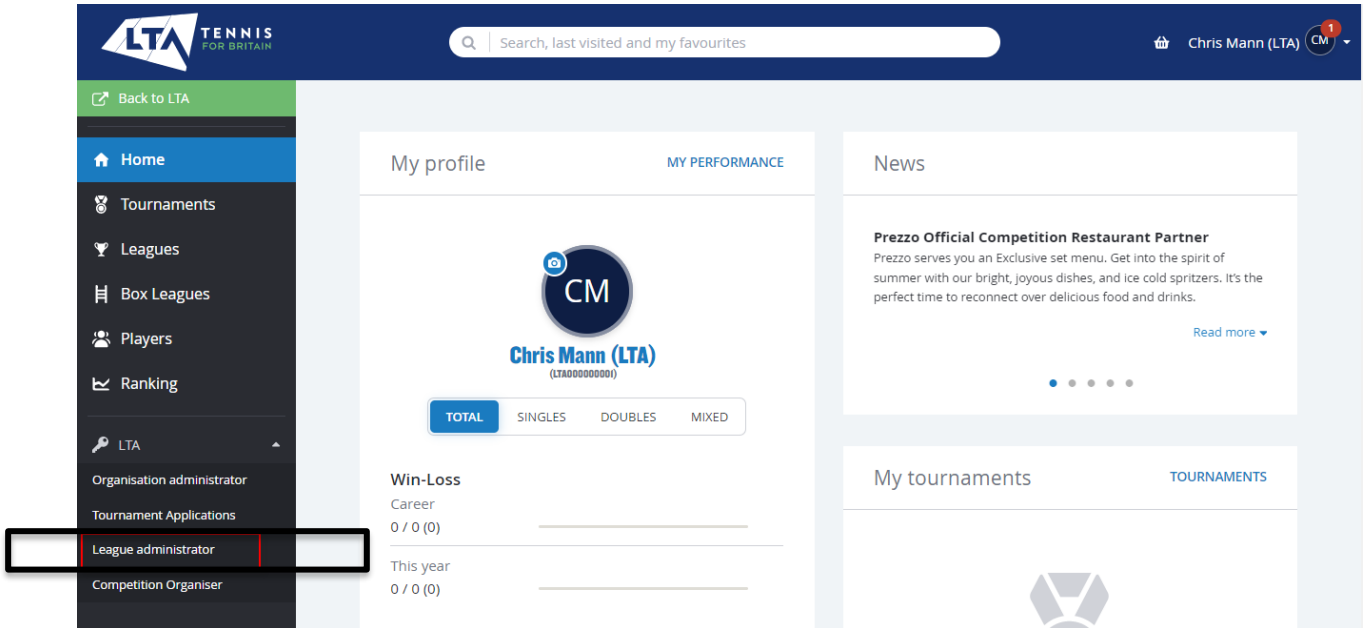 LTA TENNIS
FOR BRITAIN
Search, last visited and my favourites
Chris Mann (LTA) CM 1
Back to LTA
Home
Tournaments
Leagues
Box Leagues
Players
Ranking
LTA
Organisation administrator
Tournament Applications
League administrator
Competition Organiser
My profile MY PERFORMANCE
CM
Chris Mann (LTA)
(LTA000000001)
TOTAL SINGLES DOUBLES MIXED
Win-Loss
Career
0 / 0 (0)
This year
0 / 0 (0)
News
Prezzo Official Competition Restaurant Partner
Prezzo serves you an Exclusive set menu. Get into the spirit of
summer with our bright, joyous dishes, and ice cold spritzers. It's the
perfect time to reconnect over delicious food and drinks.
Read more
My tournaments TOURNAMENTS